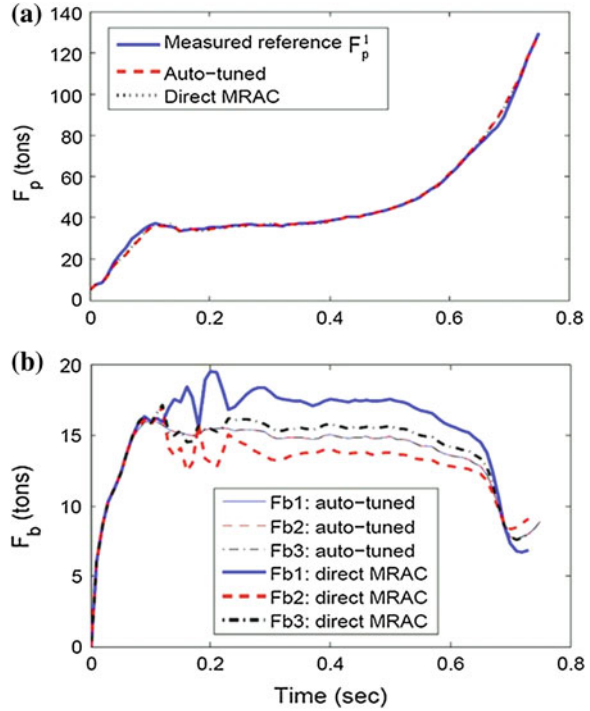 (a)
140
120
100
80
60
40
20
0
F_p (tons)
Measured reference F_p^1
Auto-tuned
Direct MRAC
0 0.2 0.4 0.6 0.8
(b)
20
15
10
5
0
F_b (tons)
Fb1: auto-tuned
Fb2: auto-tuned
Fb3: auto-tuned
Fb1: direct MRAC
Fb2: direct MRAC
Fb3: direct MRAC
0 0.2 0.4 0.6 0.8
Time (sec)